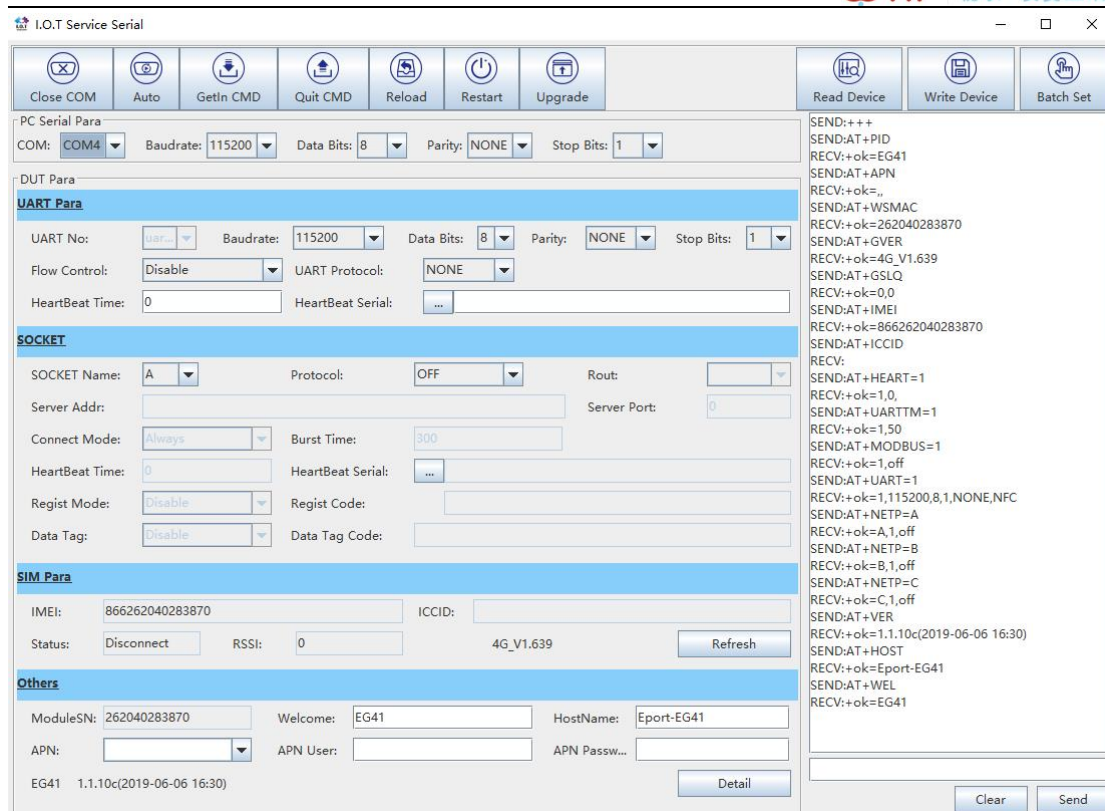 I.O.T Service Serial
Close COM Auto GetIn CMD Quit CMD Reload Restart Upgrade Read Device Write Device Batch Set
PC Serial Para
COM: COM4 Baudrate: 115200 Data Bits: 8 Parity: NONE Stop Bits: 1
DUT Para
UART Para
UART No: uar... Baudrate: 115200 Data Bits: 8 Parity: NONE Stop Bits: 1
Flow Control: Disable UART Protocol: NONE
HeartBeat Time: 0 HeartBeat Serial: ...
SOCKET
SOCKET Name: A Protocol: OFF Rout:
Server Addr: Server Port: 0
Connect Mode: Always Burst Time: 300
HeartBeat Time: 0 HeartBeat Serial: ...
Regist Mode: Disable Regist Code:
Data Tag: Disable Data Tag Code:
SIM Para
IMEI: 866262040283870 ICCID:
Status: Disconnect RSSI: 0 4G_V1.639 Refresh
Others
ModuleSN: 262040283870 Welcome: EG41 HostName: Eport-EG41
APN: APN User: APN Passw...
EG41 1.1.10c(2019-06-06 16:30) Detail
SEND:+++
SEND:AT+PID
RECV:+ok=EG41
SEND:AT+APN
RECV:+ok=,,
SEND:AT+WSMAC
RECV:+ok=262040283870
SEND:AT+GVER
RECV:+ok=4G_V1.639
SEND:AT+GSLQ
RECV:+ok=0,0
SEND:AT+IMEI
RECV:+ok=866262040283870
SEND:AT+ICCID
RECV:
SEND:AT+HEART=1
RECV:+ok=1,0,
SEND:AT+UARTTM=1
RECV:+ok=1,50
SEND:AT+MODBUS=1
RECV:+ok=1,off
SEND:AT+UART=1
RECV:+ok=1,115200,8,1,NONE,NFC
SEND:AT+NETP=A
RECV:+ok=A,1,off
SEND:AT+NETP=B
RECV:+ok=B,1,off
SEND:AT+NETP=C
RECV:+ok=C,1,off
SEND:AT+VER
RECV:+ok=1.1.10c(2019-06-06 16:30)
SEND:AT+HOST
RECV:+ok=Eport-EG41
SEND:AT+WEL
RECV:+ok=EG41
Clear Send